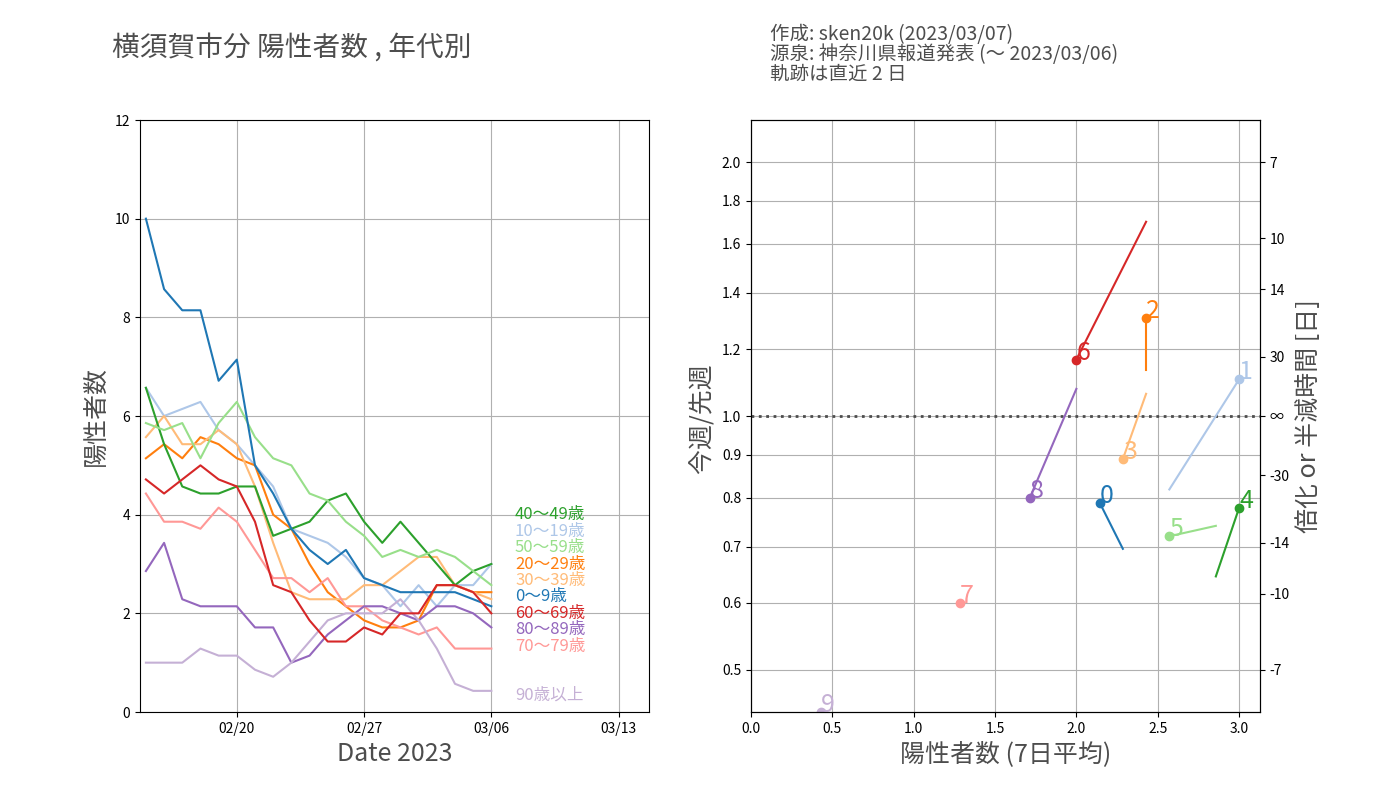 横須賀市分 陽性者数 , 年代別
作成: sken20k (2023/03/07)
源泉: 神奈川県報道発表 (〜 2023/03/06)
軌跡は直近 2 日
陽性者数
12
10
8
6
4
2
0
40〜49歳
10〜19歳
50〜59歳
20〜29歳
30〜39歳
0〜9歳
60〜69歳
80〜89歳
70〜79歳
90歳以上
02/20
02/27
03/06
03/13
Date 2023
今週/先週
2.0
1.8
1.6
1.4
1.2
1.0
0.9
0.8
0.7
0.6
0.5
2
6
1
3
8
0
4
5
7
9
7
10
14
30
∞
-30
-14
-10
-7
倍化 or 半減時間 [日]
0.0
0.5
1.0
1.5
2.0
2.5
3.0
陽性者数 (7日平均)